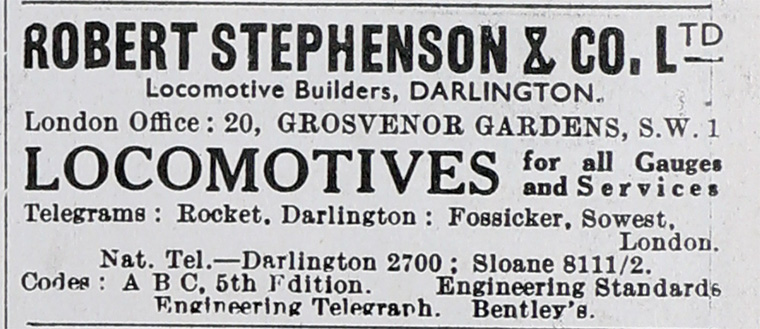 ROBERT STEPHENSON & CO. LTD
Locomotive Builders, DARLINGTON.
London Office: 20, GROSVENOR GARDENS, S.W. 1
LOCOMOTIVES for all Gauges
and Services
Telegrams: Rocket, Darlington: Fossicker, Sowest,
London.
Nat. Tel.—Darlington 2700; Sloane 8111/2.
Codes: A B C, 5th Edition. Engineering Standards
Engineering Telegraph. Bentley's.